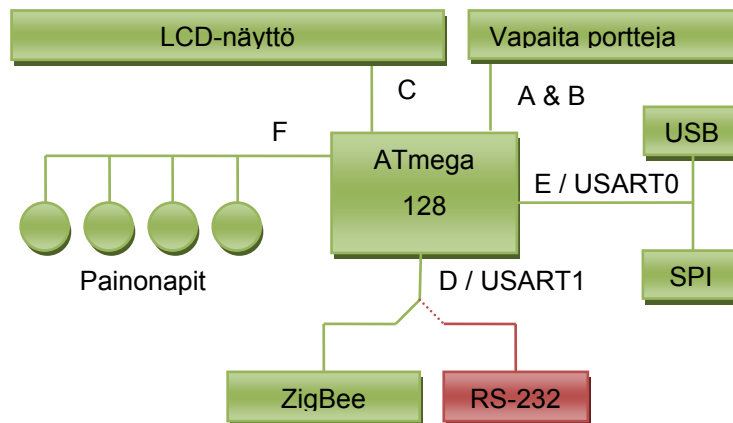 LCD-näyttö
Vapaita portteja
C
A & B
F
USB
ATmega
128
E / USART0
Painonapit
D / USART1
SPI
ZigBee
RS-232